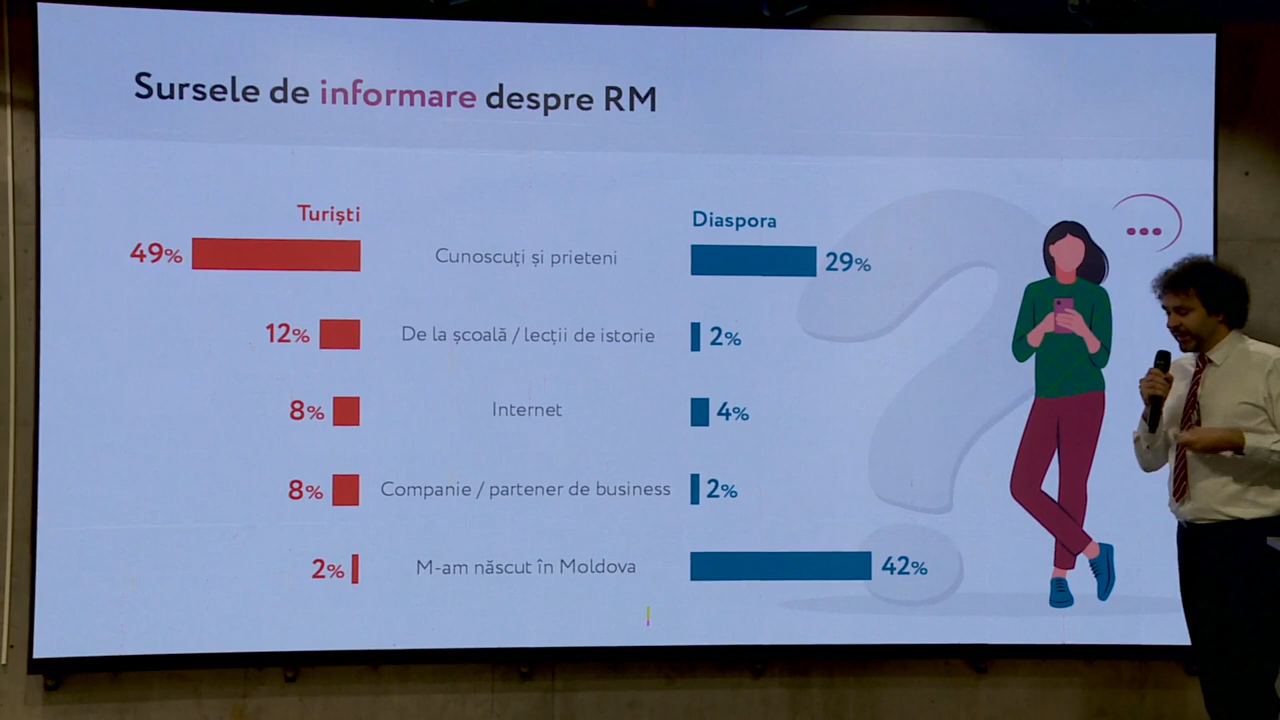 Sursele de informare despre RM
Turiști Diaspora
49% Cunoscuți și prieteni 29%
12% De la școală / lecții de istorie 2%
8% Internet 4%
8% Companie / partener de business 2%
2% M-am născut în Moldova 42%